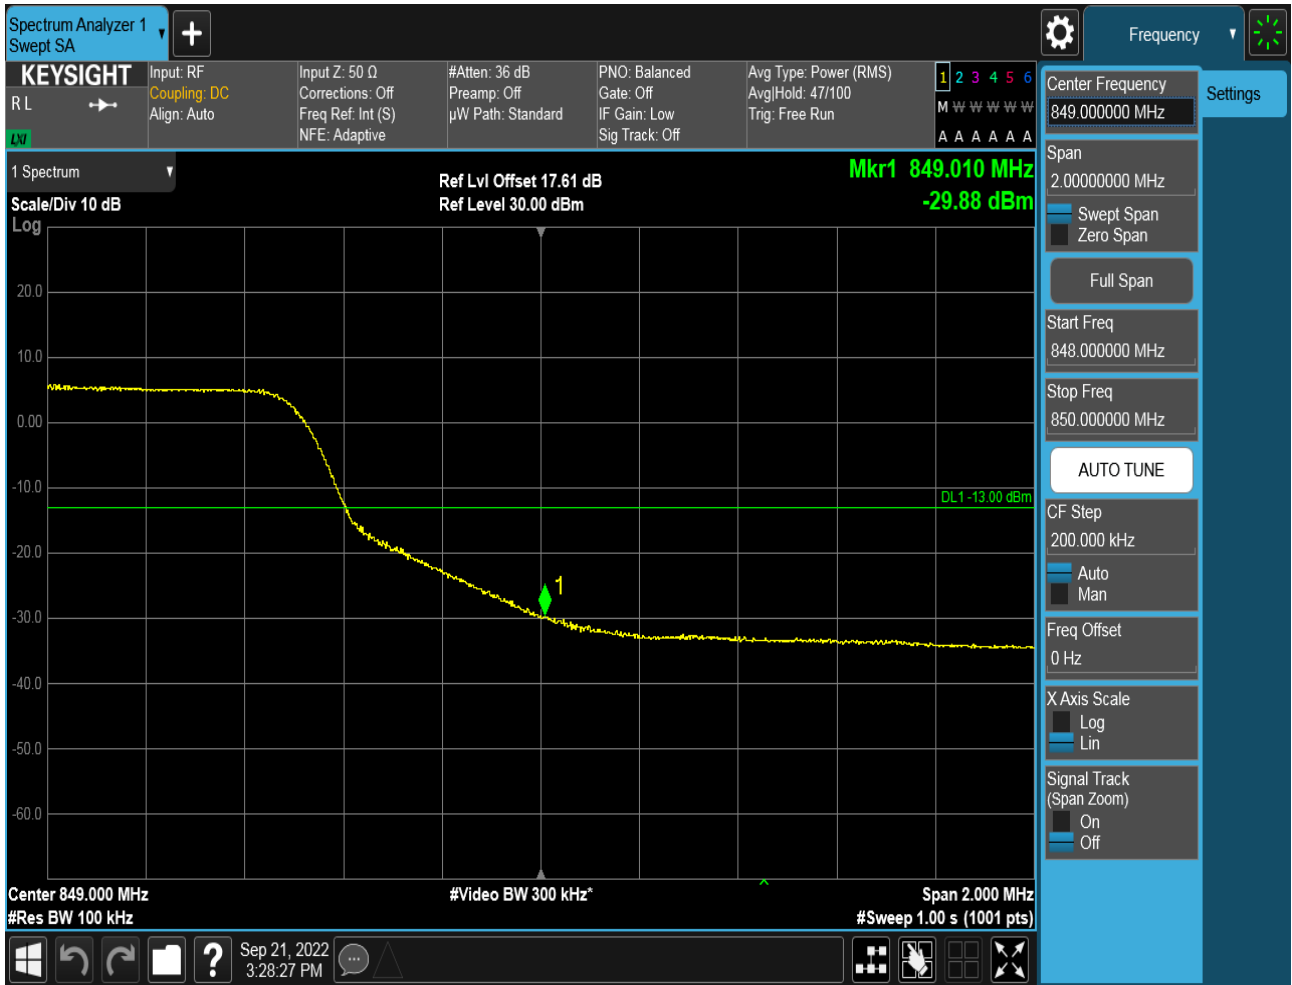 Spectrum Analyzer 1
Swept SA
Frequency
KEYSIGHT
R L
LXI
Input: RF
Coupling: DC
Align: Auto
Input Z: 50 Ω
Corrections: Off
Freq Ref: Int (S)
NFE: Adaptive
#Atten: 36 dB
Preamp: Off
µW Path: Standard
PNO: Balanced
Gate: Off
IF Gain: Low
Sig Track: Off
Avg Type: Power (RMS)
Avg|Hold: 47/100
Trig: Free Run
1 2 3 4 5 6
M W W W W W
A A A A A A
1 Spectrum
Scale/Div 10 dB
Log
Ref Lvl Offset 17.61 dB
Ref Level 30.00 dBm
Mkr1 849.010 MHz
-29.88 dBm
20.0
10.0
0.00
-10.0
DL1 -13.00 dBm
-20.0
1
-30.0
-40.0
-50.0
-60.0
Center 849.000 MHz
#Video BW 300 kHz*
Span 2.000 MHz
#Res BW 100 kHz
#Sweep 1.00 s (1001 pts)
Center Frequency
849.000000 MHz
Settings
Span
2.00000000 MHz
Swept Span
Zero Span
Full Span
Start Freq
848.000000 MHz
Stop Freq
850.000000 MHz
AUTO TUNE
CF Step
200.000 kHz
Auto
Man
Freq Offset
0 Hz
X Axis Scale
Log
Lin
Signal Track
(Span Zoom)
On
Off
?
Sep 21, 2022
3:28:27 PM